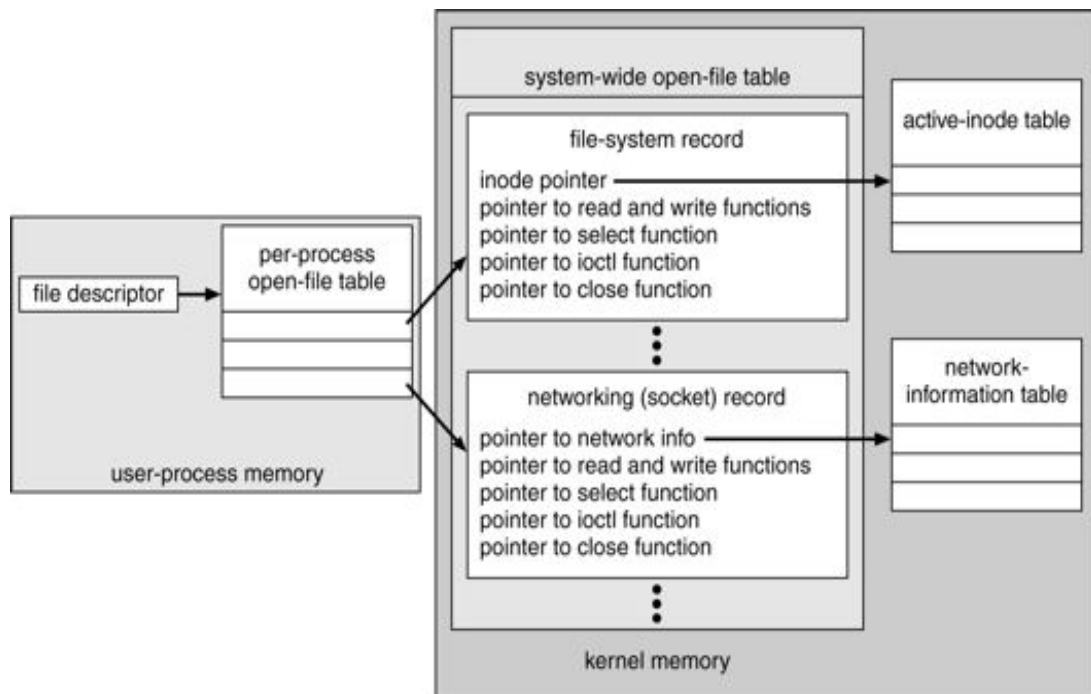 file descriptor
per-process
open-file table
user-process memory
system-wide open-file table
file-system record
inode pointer
pointer to read and write functions
pointer to select function
pointer to ioctl function
pointer to close function
networking (socket) record
pointer to network info
pointer to read and write functions
pointer to select function
pointer to ioctl function
pointer to close function
active-inode table
network-
information table
kernel memory